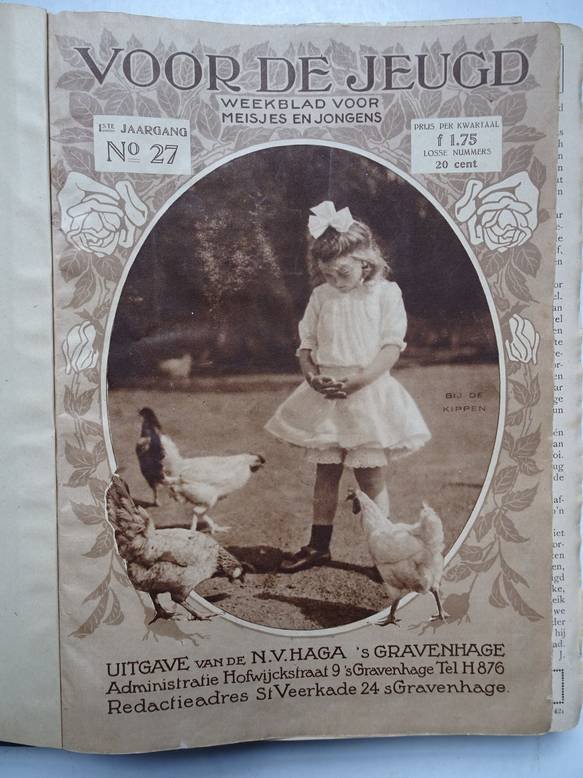 VOOR DE JEUGD
WEEKBLAD VOOR
MEISJES EN JONGENS
1STE JAARGANG
No 27
PRIJS PER KWARTAAL
f 1.75
LOSSE NUMMERS
20 cent
BIJ DE
KIPPEN
UITGAVE VAN DE N.V. HAGA 's GRAVENHAGE
Administratie Hofwijckstraat 9 's Gravenhage Tel H 876
Redactieadres St Veerkade 24 s Gravenhage.